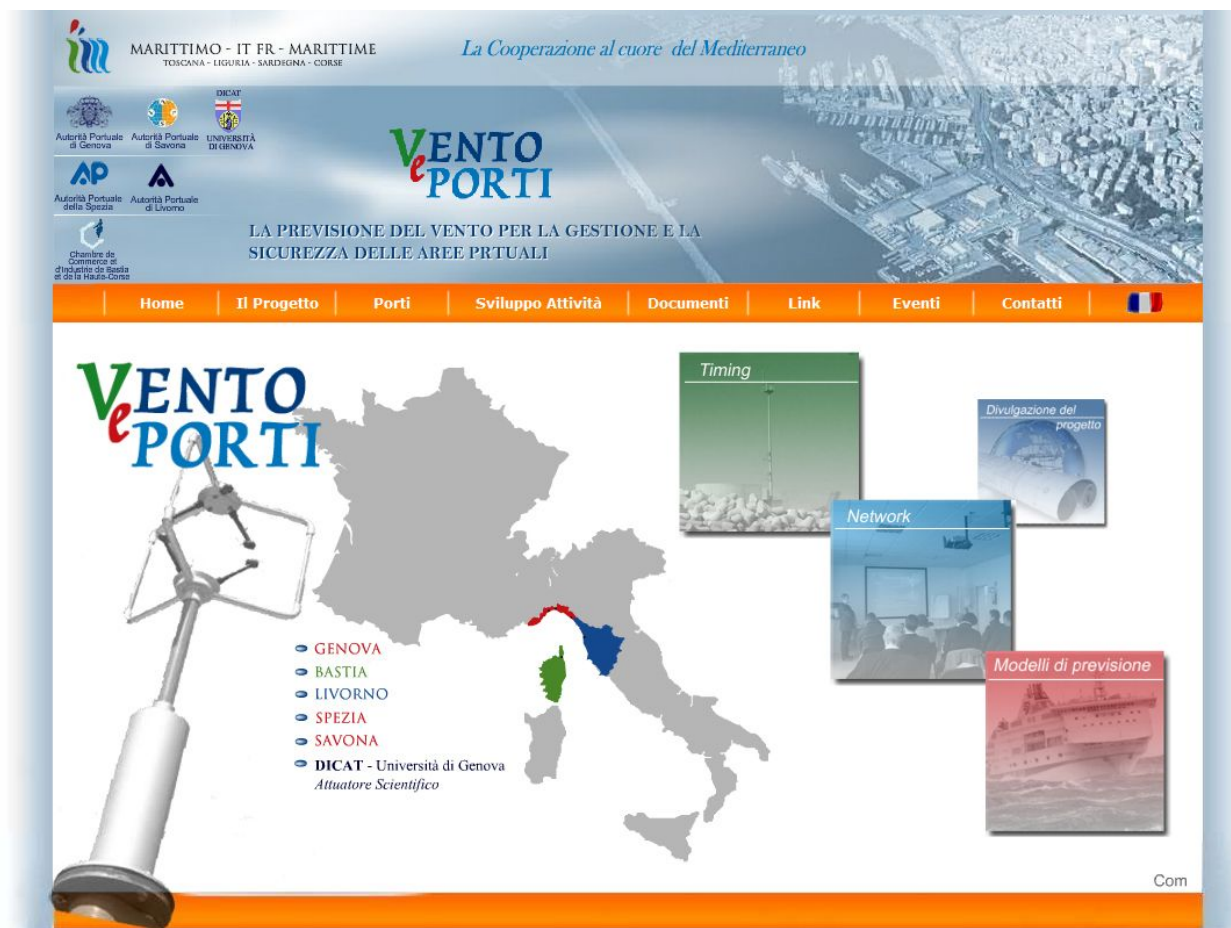 MARITTIMO - IT FR - MARITTIME
TOSCANA - LIGURIA - SARDEGNA - CORSE
La Cooperazione al cuore del Mediterraneo
DICAT
Autorità Portuale
di Genova
Autorità Portuale
di Savona
UNIVERSITÀ
DI GENOVA
AP
Autorità Portuale
della Spezia
Autorità Portuale
di Livorno
Chambre de
Commerce et
d'Industrie de Bastia
et de la Haute-Corse
VENTO
e PORTI
LA PREVISIONE DEL VENTO PER LA GESTIONE E LA
SICUREZZA DELLE AREE PRTUALI
Home Il Progetto Porti Sviluppo Attività Documenti Link Eventi Contatti
VENTO
e PORTI
Timing
Divulgazione del
progetto
Network
Modelli di previsione
GENOVA
BASTIA
LIVORNO
SPEZIA
SAVONA
DICAT - Università di Genova
Attuatore Scientifico
Com